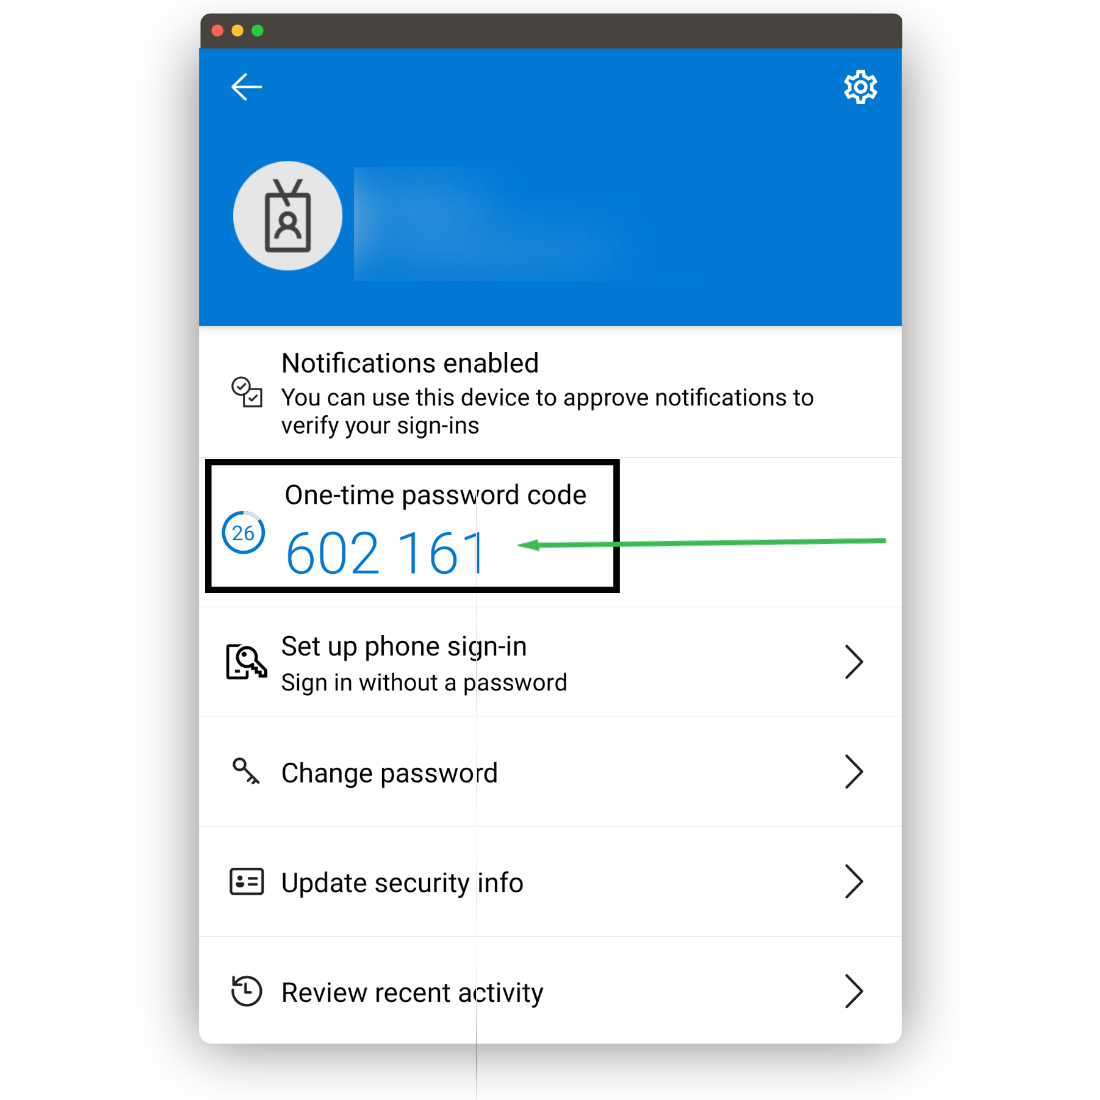 Notifications enabled
You can use this device to approve notifications to
verify your sign-ins
One-time password code
26
602 161
Set up phone sign-in
Sign in without a password
Change password
Update security info
Review recent activity